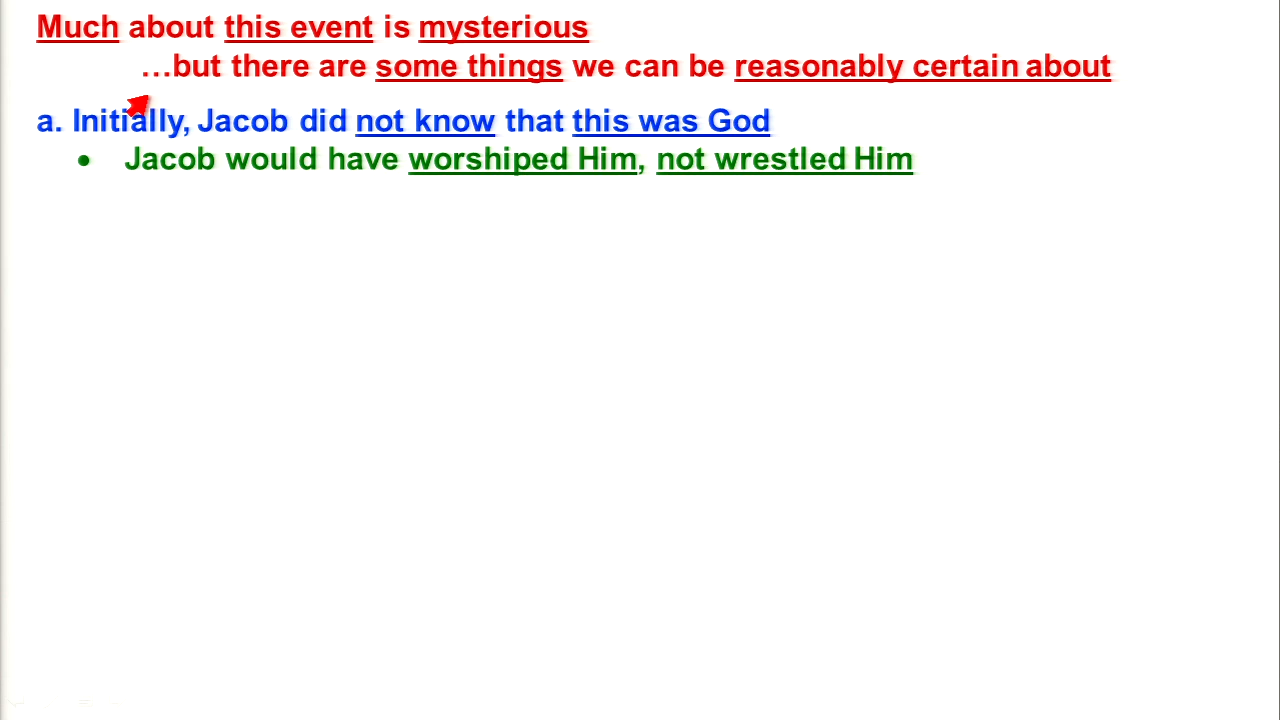 Much about this event is mysterious
…but there are some things we can be reasonably certain about
a. Initially, Jacob did not know that this was God
• Jacob would have worshiped Him, not wrestled Him